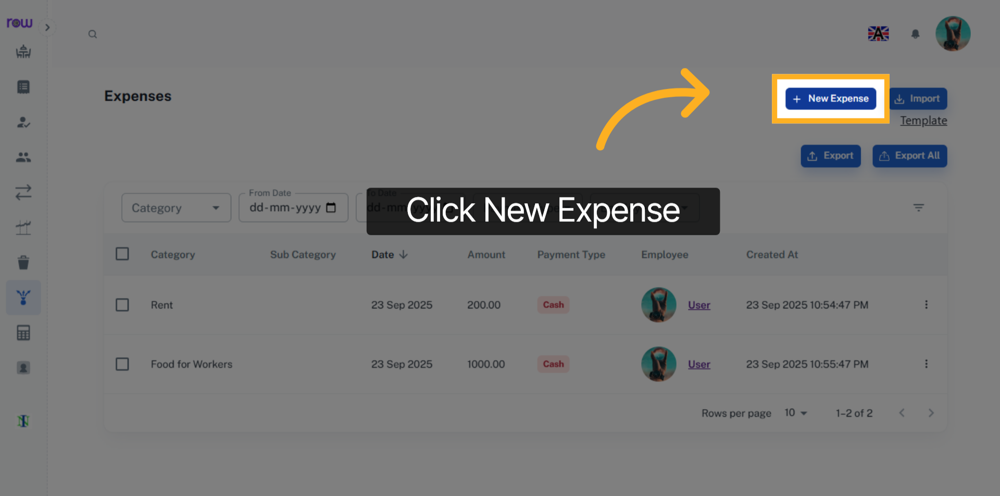 row
A
Expenses
+ New Expense
Import
Template
Export
Export All
Category
From Date
dd-mm-yyyy
To Date
dd-mm-yyyy
Click New Expense
Category
Sub Category
Date
Amount
Payment Type
Employee
Created At
Rent
23 Sep 2025
200.00
Cash
User
23 Sep 2025 10:54:47 PM
Food for Workers
23 Sep 2025
1000.00
Cash
User
23 Sep 2025 10:55:47 PM
Rows per page
10
1–2 of 2
N